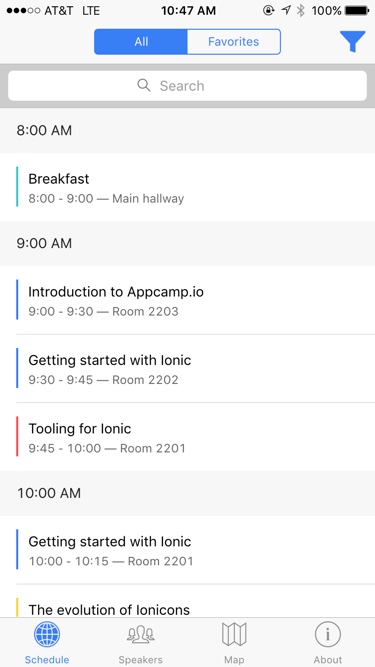 AT&T LTE 10:47 AM 100%
All Favorites
Search
8:00 AM
Breakfast
8:00 - 9:00 — Main hallway
9:00 AM
Introduction to Appcamp.io
9:00 - 9:30 — Room 2203
Getting started with Ionic
9:30 - 9:45 — Room 2202
Tooling for Ionic
9:45 - 10:00 — Room 2201
10:00 AM
Getting started with Ionic
10:00 - 10:15 — Room 2201
The evolution of Ionicons
Schedule Speakers Map About